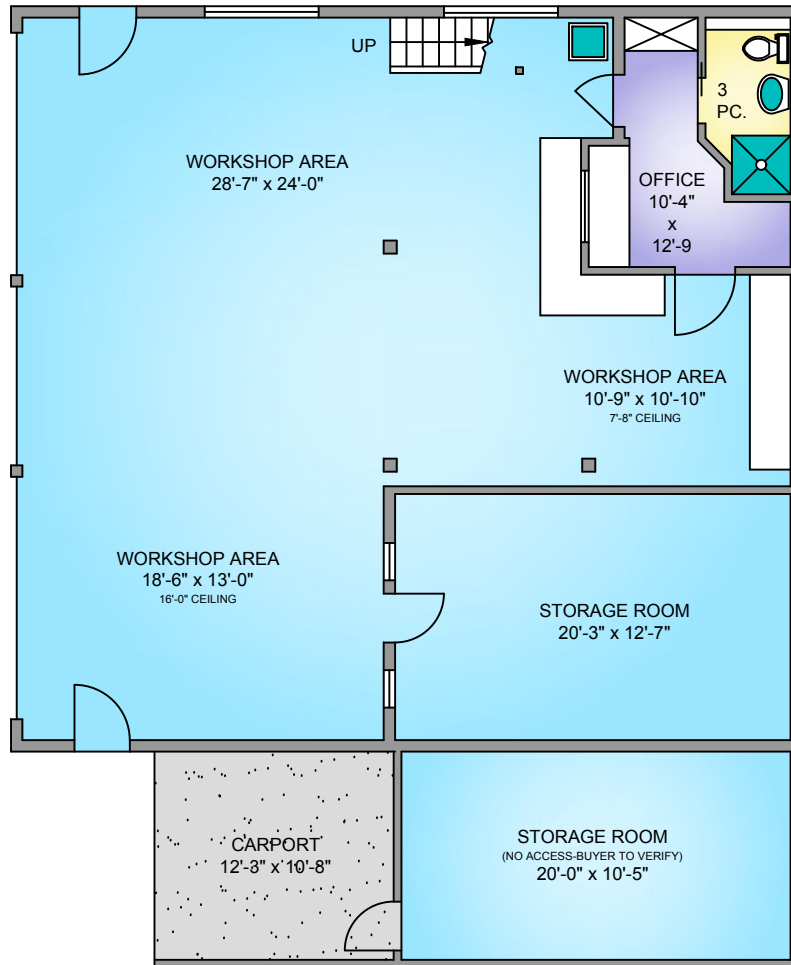 UP
3
PC.
WORKSHOP AREA
28'-7" x 24'-0"
OFFICE
10'-4"
x
12'-9
WORKSHOP AREA
10'-9" x 10'-10"
7'-8" CEILING
WORKSHOP AREA
18'-6" x 13'-0"
16'-0" CEILING
STORAGE ROOM
20'-3" x 12'-7"
CARPORT
12'-3" x 10'-8"
STORAGE ROOM
(NO ACCESS-BUYER TO VERIFY)
20'-0" x 10'-5"